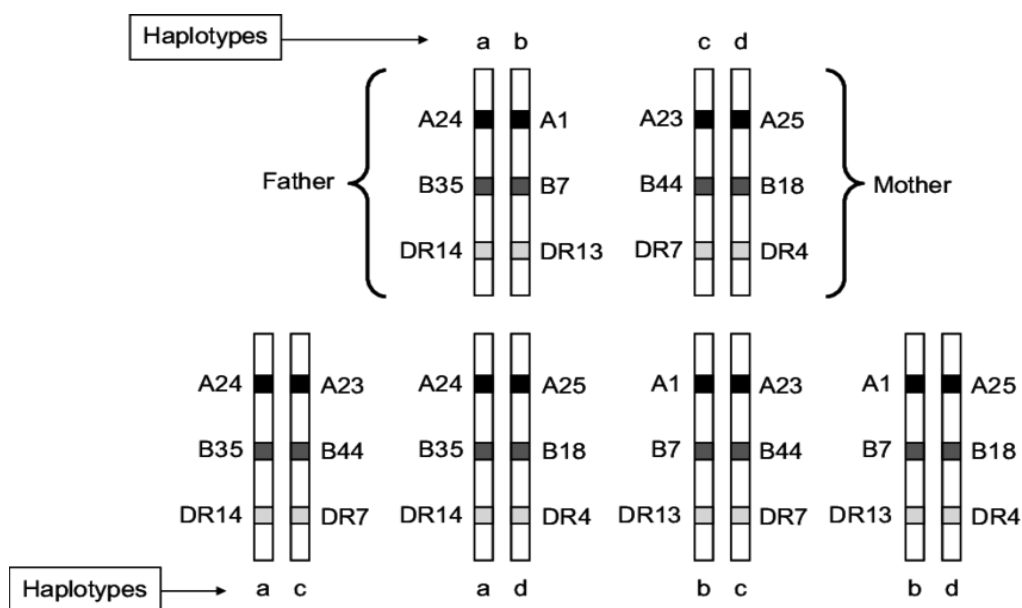 Haplotypes a b c d
A24 A1 A23 A25
Father B35 B7 B44 B18 Mother
DR14 DR13 DR7 DR4
A24 A23 A24 A25 A1 A23 A1 A25
B35 B44 B35 B18 B7 B44 B7 B18
DR14 DR7 DR14 DR4 DR13 DR7 DR13 DR4
Haplotypes a c a d b c b d